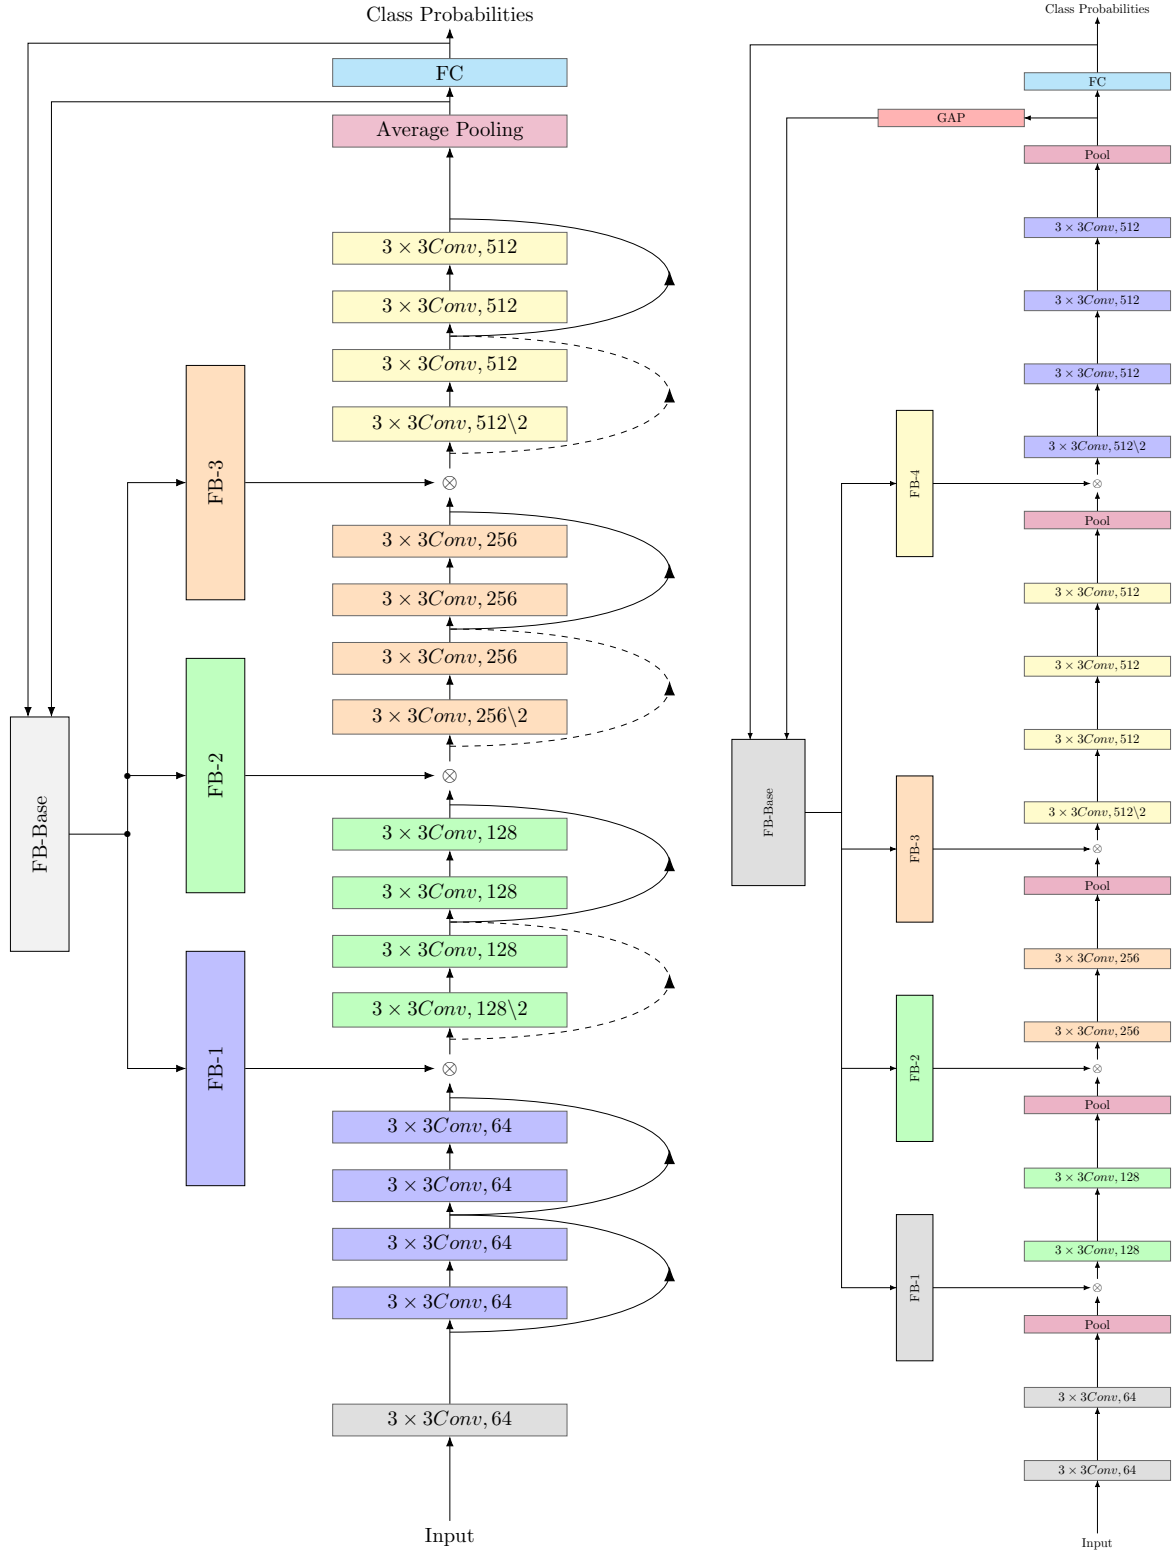 Class Probabilities
FC
Average Pooling
3 × 3Conv, 512
3 × 3Conv, 512
3 × 3Conv, 512
3 × 3Conv, 512\2
FB-3
3 × 3Conv, 256
3 × 3Conv, 256
3 × 3Conv, 256
3 × 3Conv, 256\2
FB-2
FB-Base
3 × 3Conv, 128
3 × 3Conv, 128
3 × 3Conv, 128
3 × 3Conv, 128\2
FB-1
3 × 3Conv, 64
3 × 3Conv, 64
3 × 3Conv, 64
3 × 3Conv, 64
3 × 3Conv, 64
Input
Class Probabilities
FC
GAP
Pool
3 × 3Conv, 512
3 × 3Conv, 512
3 × 3Conv, 512
3 × 3Conv, 512\2
FB-4
Pool
3 × 3Conv, 512
3 × 3Conv, 512
3 × 3Conv, 512
3 × 3Conv, 512\2
FB-Base
FB-3
Pool
3 × 3Conv, 256
3 × 3Conv, 256
FB-2
Pool
3 × 3Conv, 128
3 × 3Conv, 128
FB-1
Pool
3 × 3Conv, 64
3 × 3Conv, 64
Input